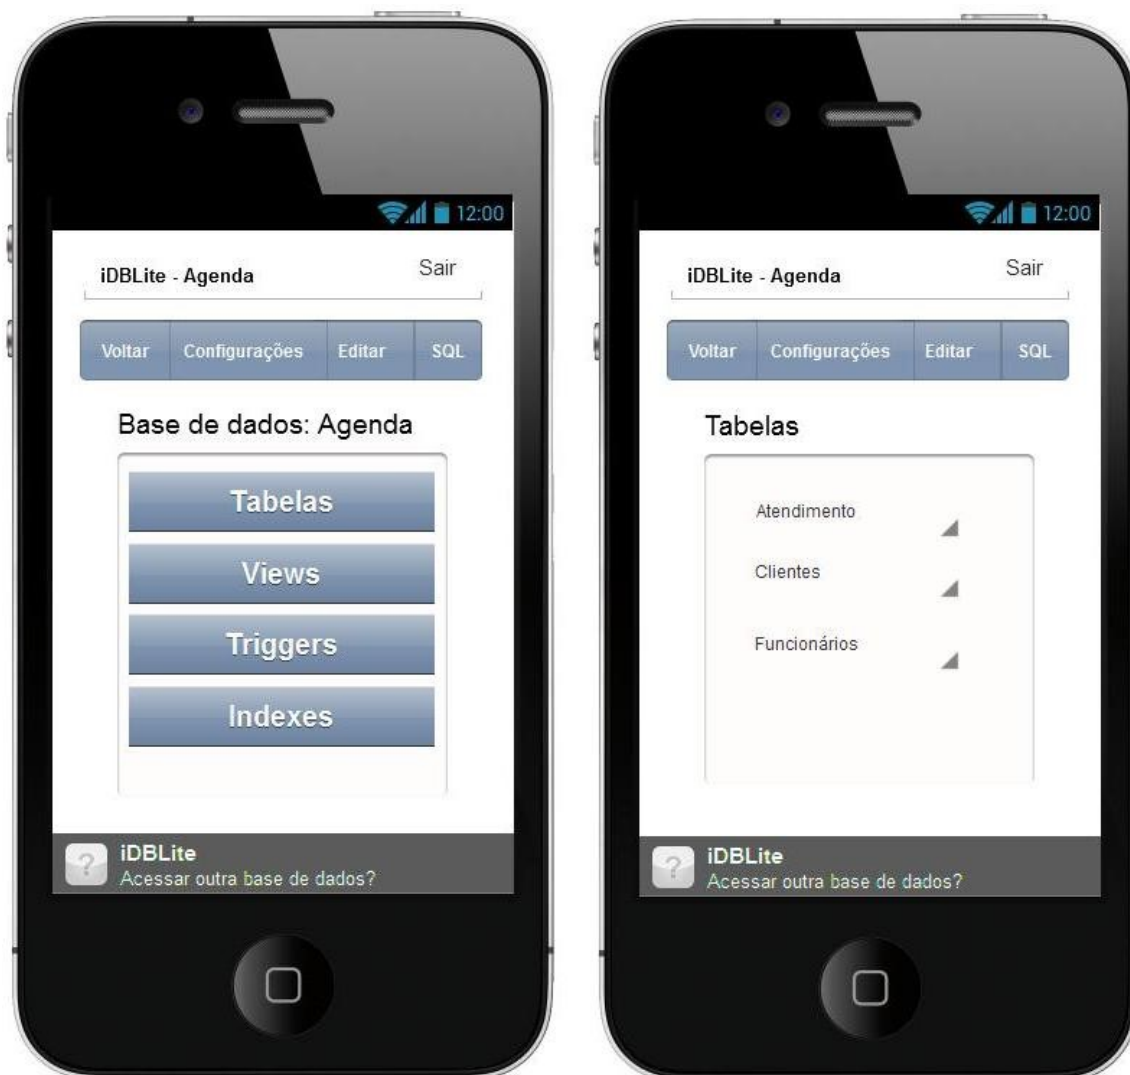 12:00
iDBLite - Agenda
Sair
Voltar Configurações Editar SQL
Base de dados: Agenda
Tabelas
Views
Triggers
Indexes
?
iDBLite
Acessar outra base de dados?
12:00
iDBLite - Agenda
Sair
Voltar Configurações Editar SQL
Tabelas
Atendimento
Clientes
Funcionários
?
iDBLite
Acessar outra base de dados?